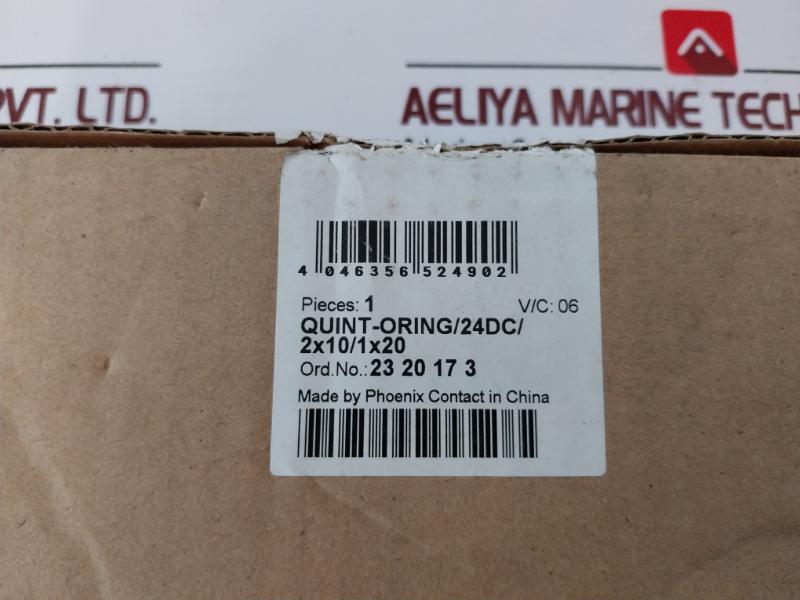 PVT. LTD.
AELIYA MARINE TECH
4 046356 524902
Pieces: 1
V/C: 06
QUINT-ORING/24DC/
2x10/1x20
Ord.No.: 23 20 17 3
Made by Phoenix Contact in China